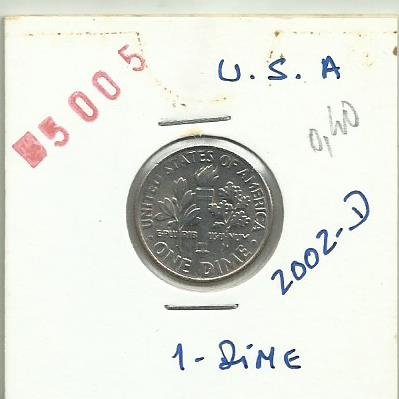 5005
U.S.A
0,40
UNITED STATES OF AMERICA
E PLURIBUS UNUM
ONE DIME
2002-D
1-DIME